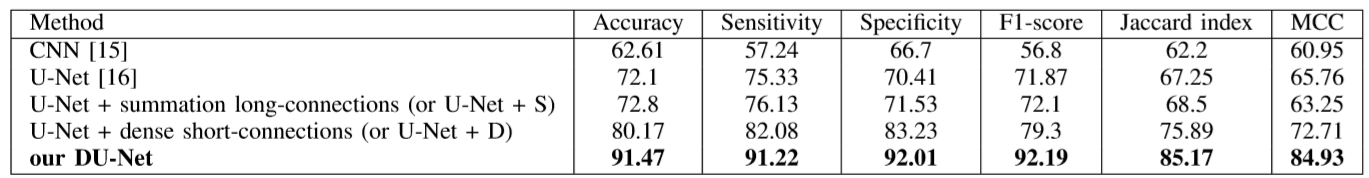 Method Accuracy Sensitivity Specificity F1-score Jaccard index MCC
CNN [15] 62.61 57.24 66.7 56.8 62.2 60.95
U-Net [16] 72.1 75.33 70.41 71.87 67.25 65.76
U-Net + summation long-connections (or U-Net + S) 72.8 76.13 71.53 72.1 68.5 63.25
U-Net + dense short-connections (or U-Net + D) 80.17 82.08 83.23 79.3 75.89 72.71
our DU-Net 91.47 91.22 92.01 92.19 85.17 84.93